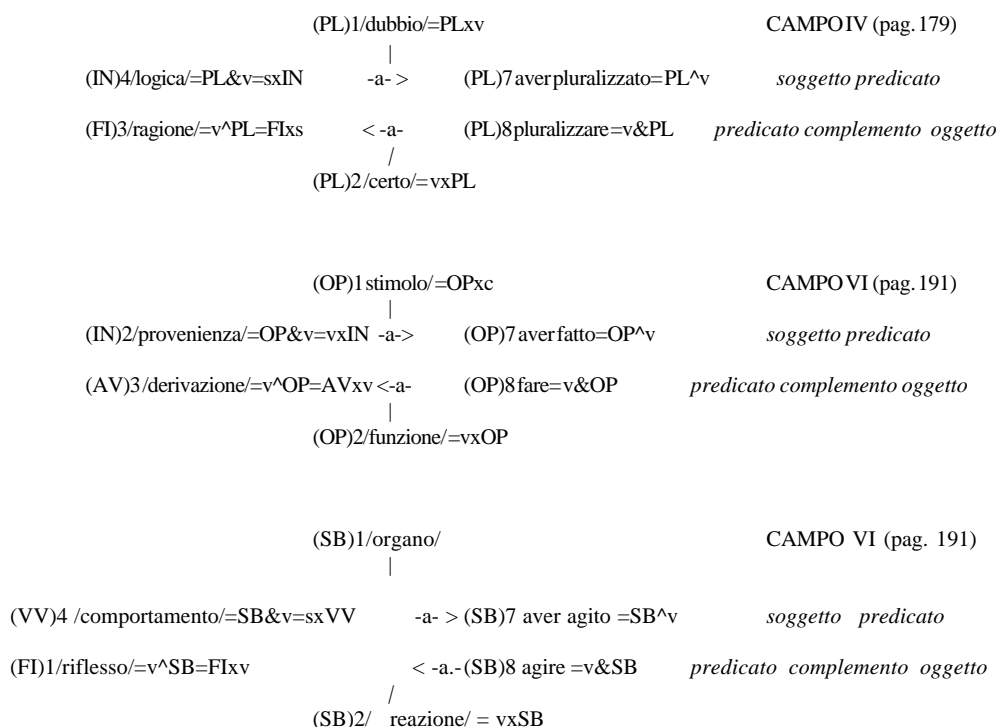 (PL)1/dubbio/=PLxv CAMPO IV (pag. 179)
|
(IN)4/logica/=PL&v=sxIN -a- > (PL)7 aver pluralizzato=PL^v soggetto predicato
(FI)3/ragione/=v^PL=FIxs < -a- (PL)8 pluralizzare=v&PL predicato complemento oggetto
/
(PL)2/certo/=vxPL
(OP)1 stimolo/=OPxc CAMPO VI (pag. 191)
|
(IN)2/provenienza/=OP&v=vxIN -a-> (OP)7 aver fatto=OP^v soggetto predicato
(AV)3/derivazione/=v^OP=AVxv <-a- (OP)8 fare=v&OP predicato complemento oggetto
|
(OP)2/funzione/=vxOP
(SB)1/organo/ CAMPO VI (pag. 191)
|
(VV)4 /comportamento/=SB&v=sxVV -a- > (SB)7 aver agito =SB^v soggetto predicato
(FI)1/riflesso/=v^SB=FIxv < -a.-(SB)8 agire =v&SB predicato complemento oggetto
/
(SB)2/ reazione/ = vxSB